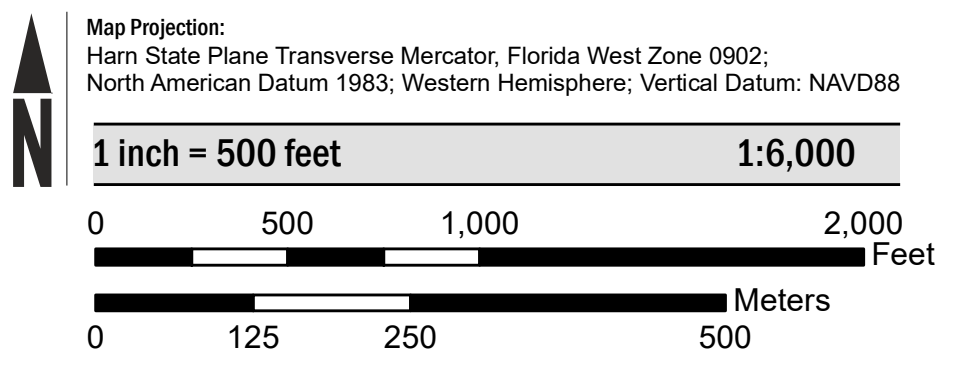 N
Map Projection:
Harn State Plane Transverse Mercator, Florida West Zone 0902;
North American Datum 1983; Western Hemisphere; Vertical Datum: NAVD88
1 inch = 500 feet 1:6,000
0 500 1,000 2,000
Feet
Meters
0 125 250 500